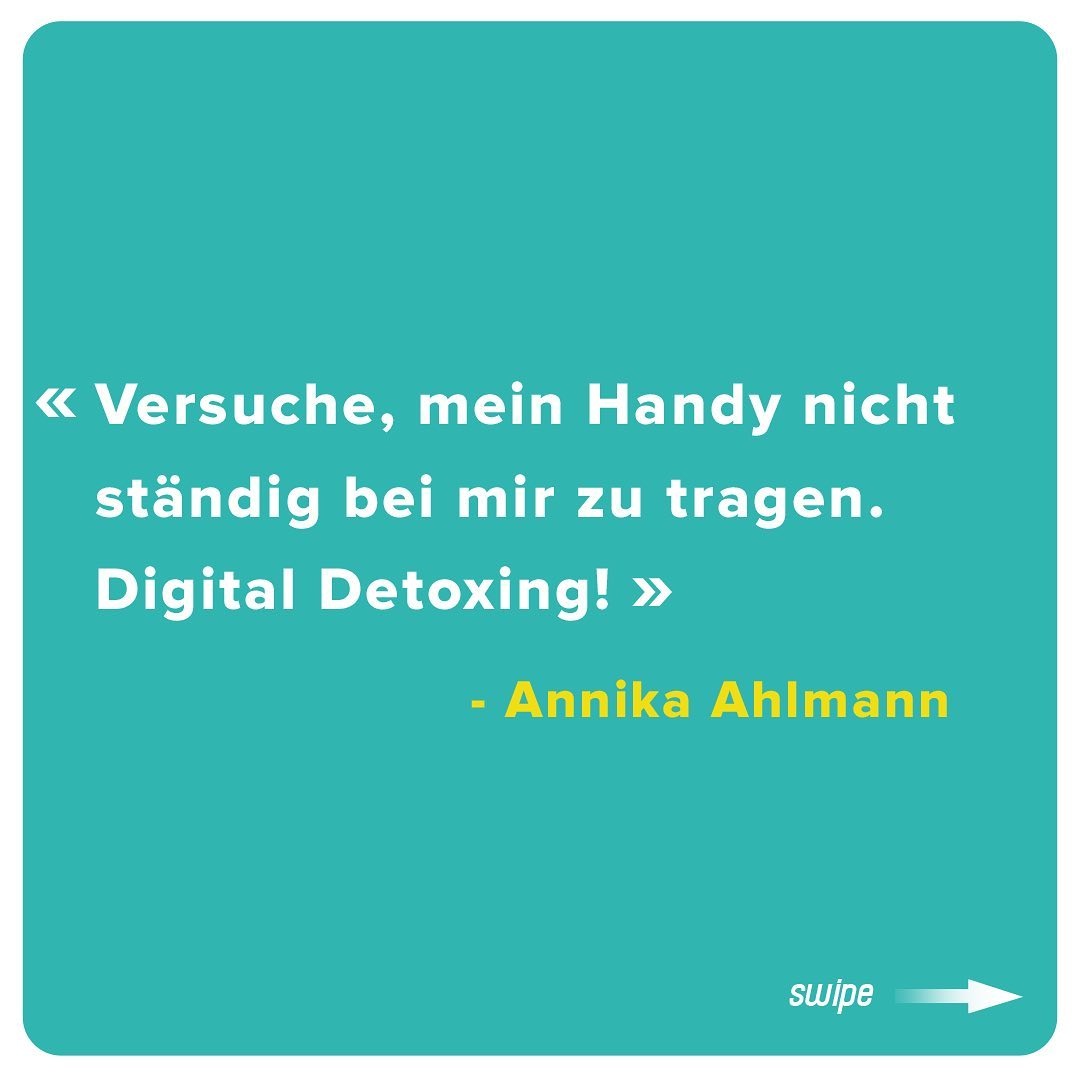 « Versuche, mein Handy nicht
ständig bei mir zu tragen.
Digital Detoxing! »
- Annika Ahlmann
swipe